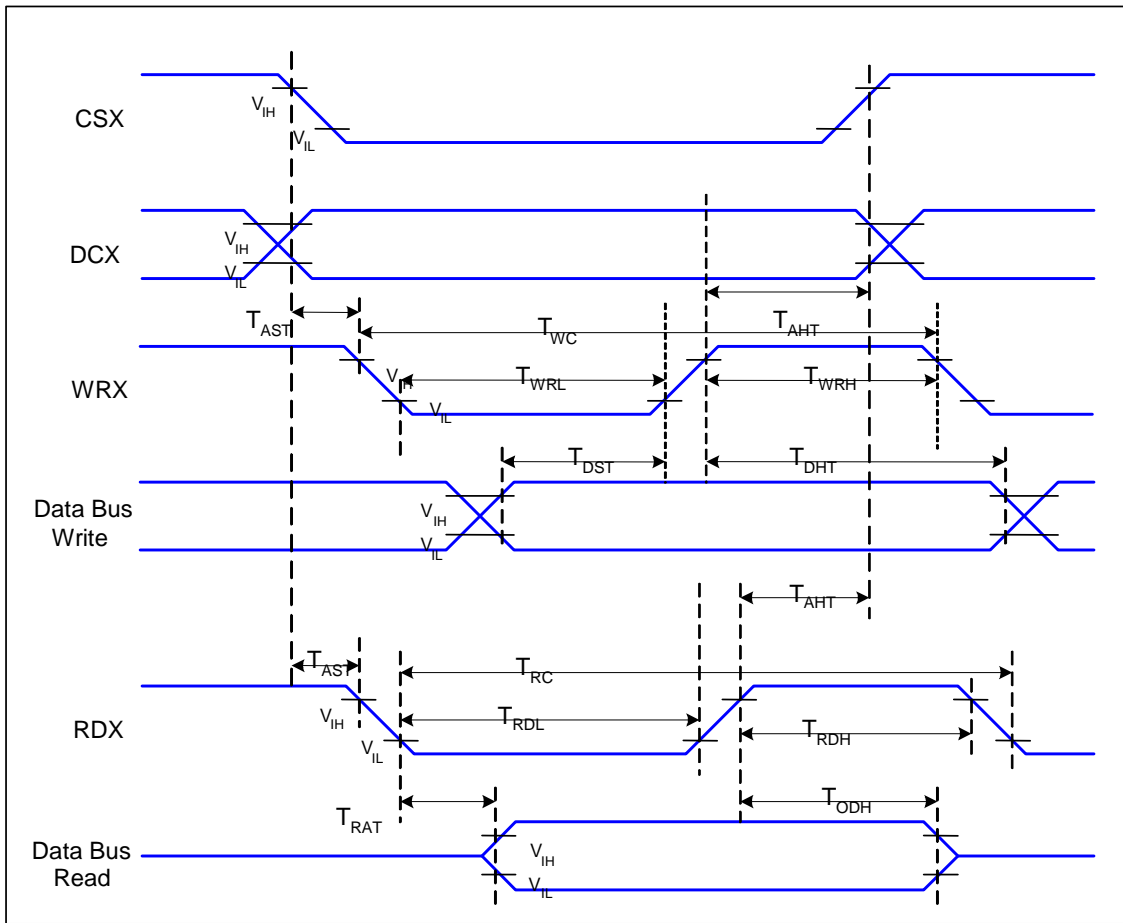 CSX
VIH
VIL
DCX
VIH
VIL
TAST
TWC
TAHT
WRX
VIH
VIL
TWRL
TWRH
TDST
TDHT
Data Bus
Write
VIH
VIL
TAHT
TAST
TRC
RDX
VIH
VIL
TRDL
TRDH
TRAT
TODH
Data Bus
Read
VIH
VIL